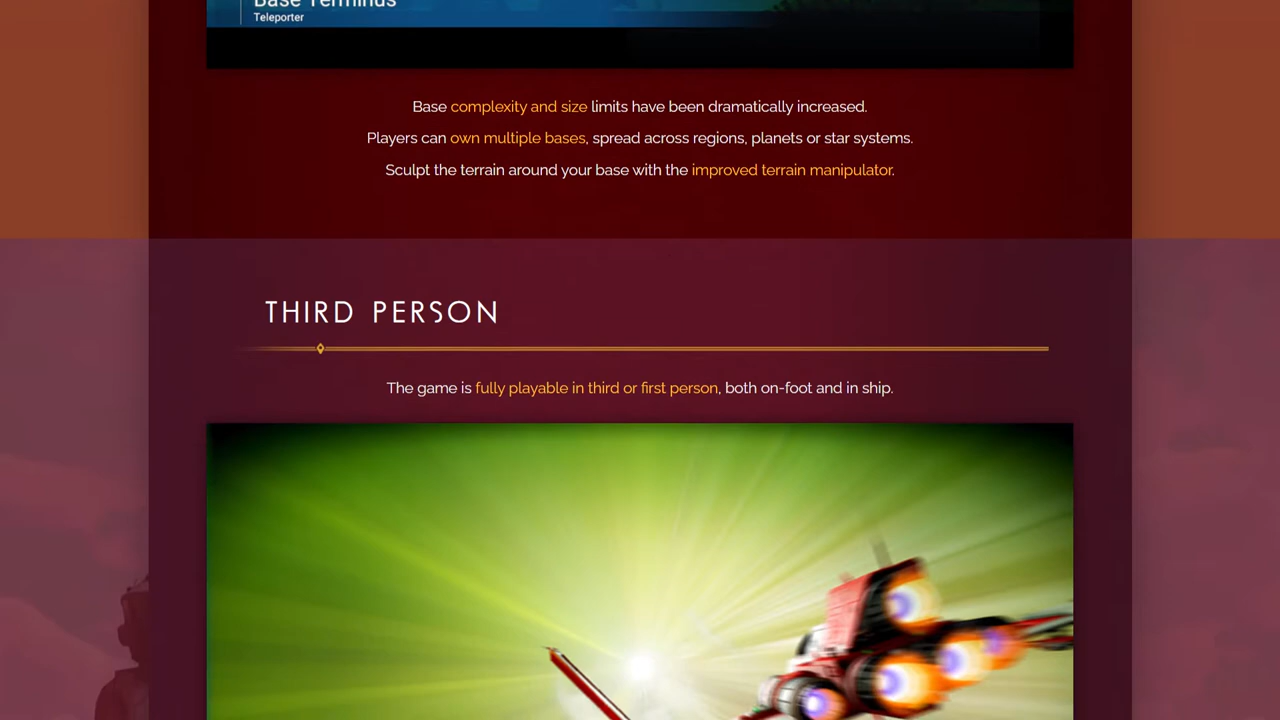 Base Terminus
Teleporter
Base complexity and size limits have been dramatically increased.
Players can own multiple bases, spread across regions, planets or star systems.
Sculpt the terrain around your base with the improved terrain manipulator.
THIRD PERSON
The game is fully playable in third or first person, both on-foot and in ship.